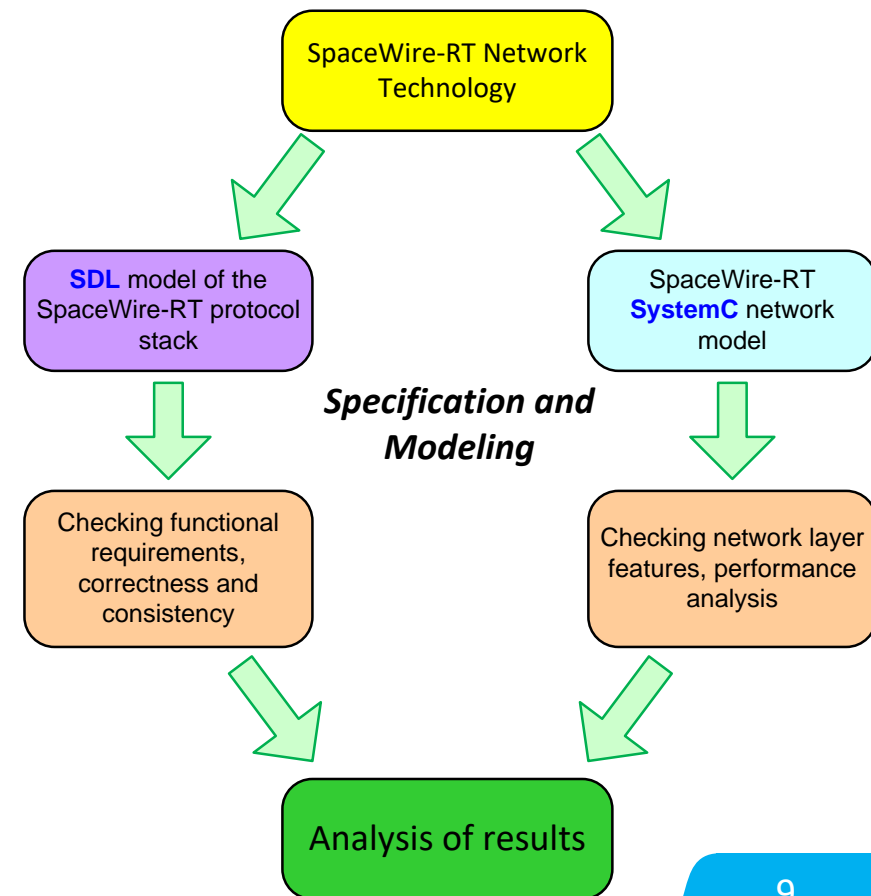 SpaceWire-RT Network
Technology
SDL model of the
SpaceWire-RT protocol
stack
SpaceWire-RT
SystemC network
model
Specification and
Modeling
Checking functional
requirements,
correctness and
consistency
Checking network layer
features, performance
analysis
Analysis of results
9